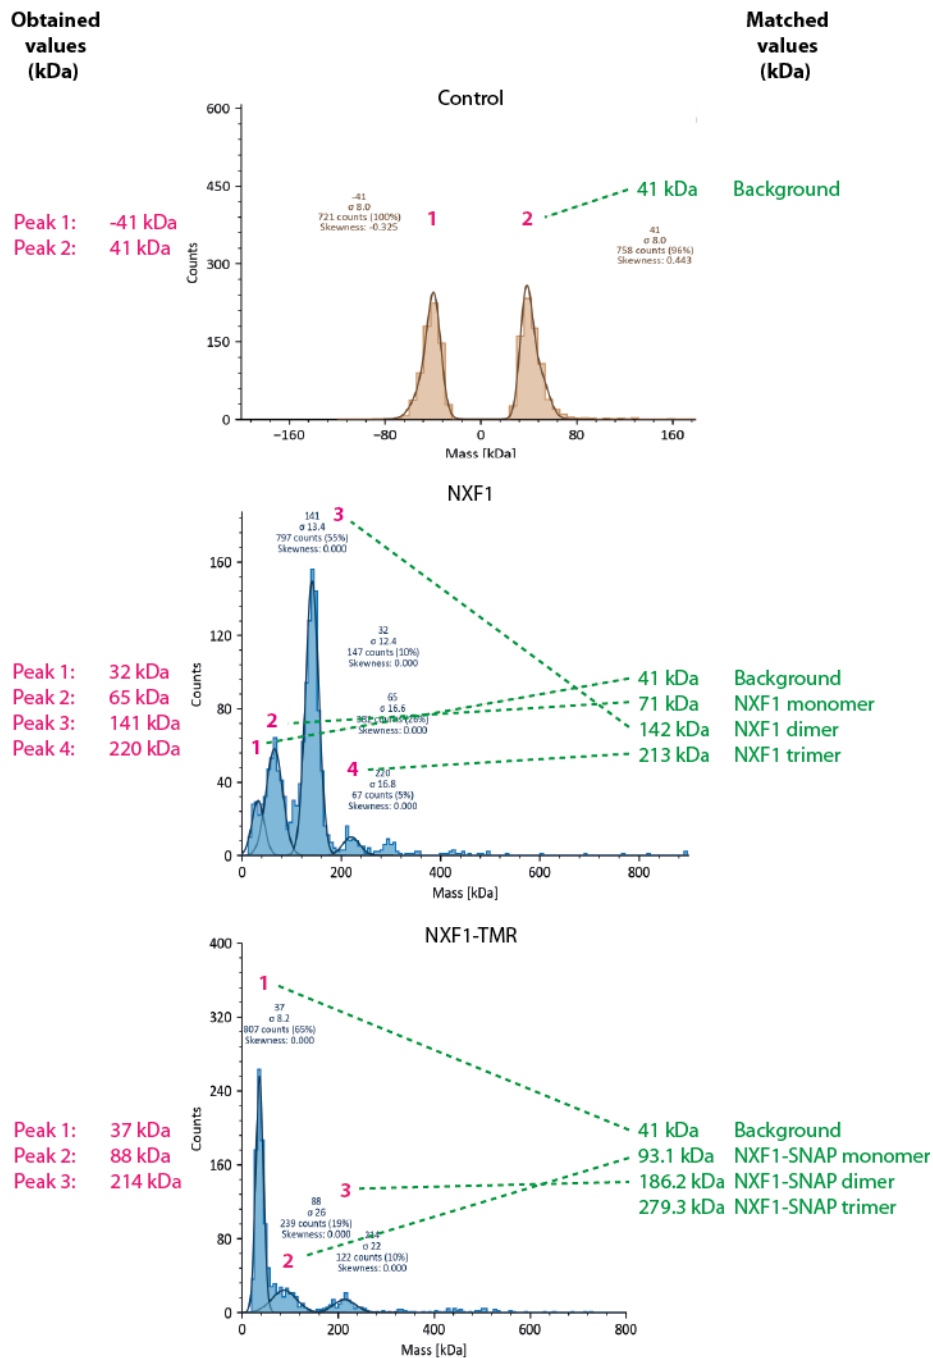 Obtained
values
(kDa)
Matched
values
(kDa)
Control
Peak 1: -41 kDa
Peak 2: 41 kDa
Counts
600
450
300
150
0
-41
σ 8.0
721 counts (100%)
Skewness: -0.325
1
2
41
σ 8.0
758 counts (96%)
Skewness: 0.443
41 kDa Background
−160
−80
0
80
160
Mass [kDa]
NXF1
Peak 1: 32 kDa
Peak 2: 65 kDa
Peak 3: 141 kDa
Peak 4: 220 kDa
Counts
160
120
80
40
0
141
σ 13.4
797 counts (55%)
Skewness: 0.000
3
32
σ 12.4
147 counts (10%)
Skewness: 0.000
65
σ 16.6
counts (26%)
Skewness: 0.000
2
1
4
220
σ 16.8
67 counts (5%)
Skewness: 0.000
41 kDa Background
71 kDa NXF1 monomer
142 kDa NXF1 dimer
213 kDa NXF1 trimer
0
200
400
600
800
Mass [kDa]
NXF1-TMR
Peak 1: 37 kDa
Peak 2: 88 kDa
Peak 3: 214 kDa
Counts
400
320
240
160
80
0
1
37
σ 8.2
807 counts (65%)
Skewness: 0.000
3
88
σ 26
239 counts (19%)
Skewness: 0.000
2
σ 22
122 counts (10%)
Skewness: 0.000
41 kDa Background
93.1 kDa NXF1-SNAP monomer
186.2 kDa NXF1-SNAP dimer
279.3 kDa NXF1-SNAP trimer
0
200
400
600
800
Mass [kDa]